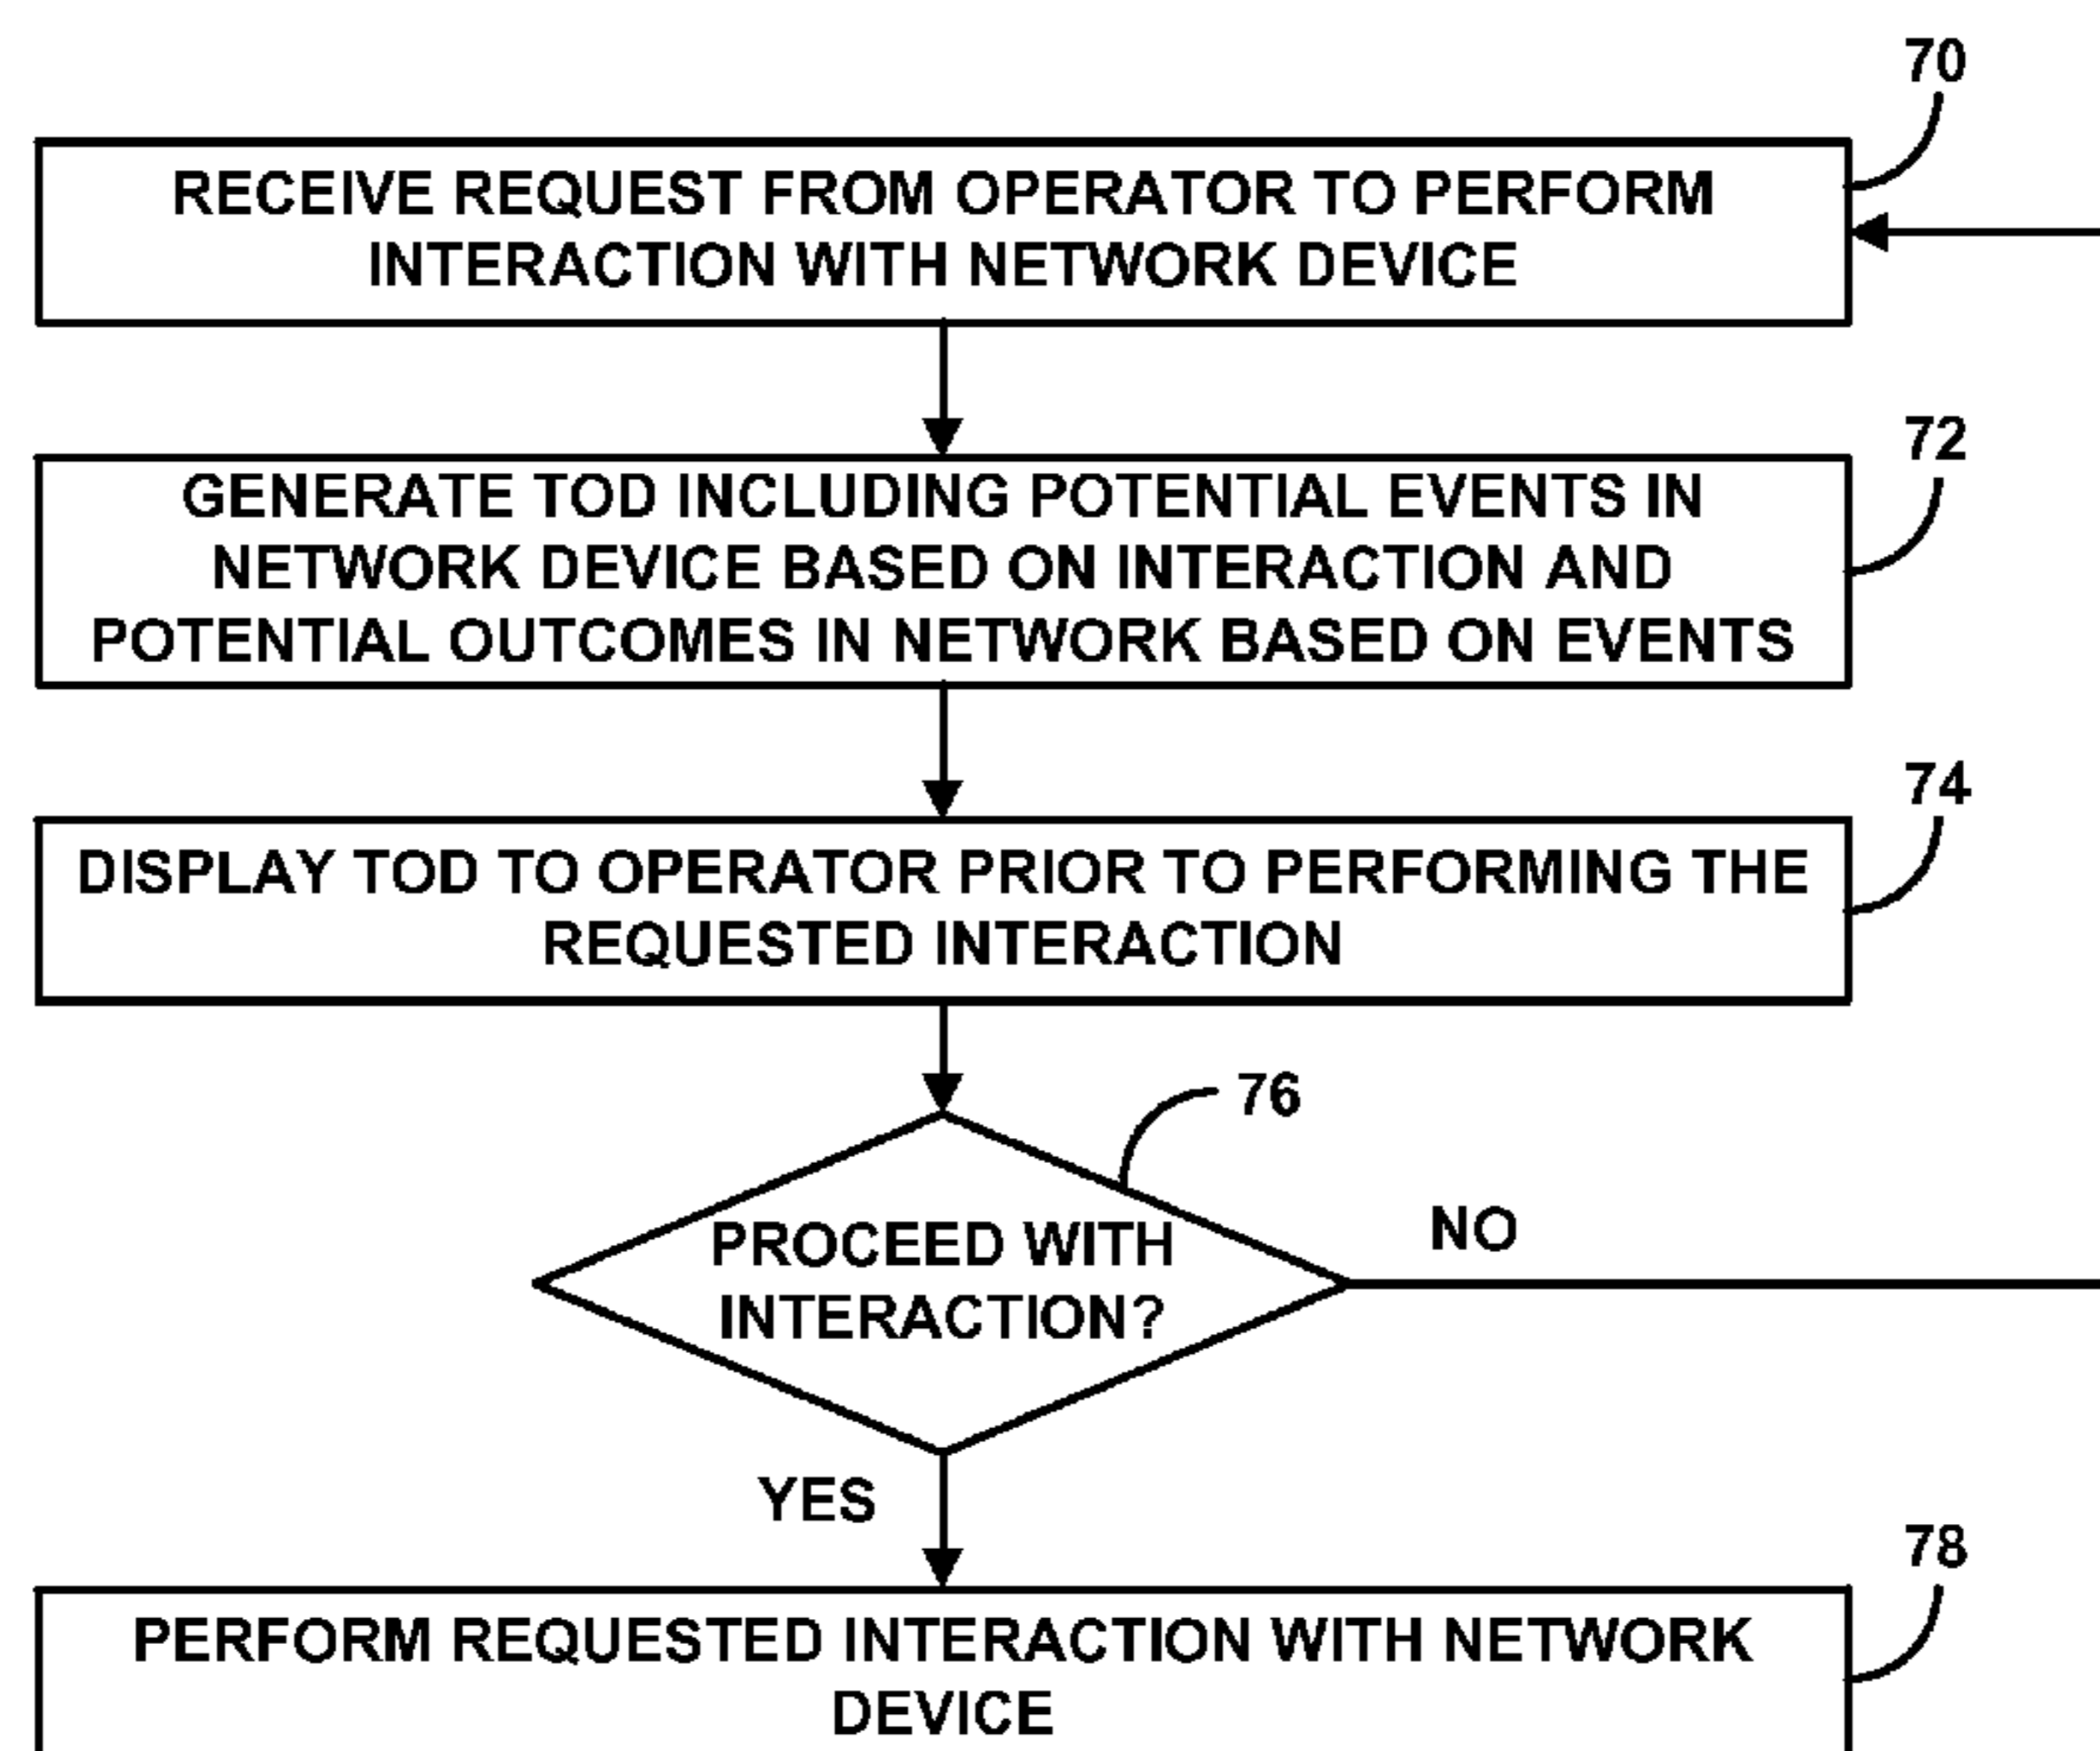 70
RECEIVE REQUEST FROM OPERATOR TO PERFORM
INTERACTION WITH NETWORK DEVICE
72
GENERATE TOD INCLUDING POTENTIAL EVENTS IN
NETWORK DEVICE BASED ON INTERACTION AND
POTENTIAL OUTCOMES IN NETWORK BASED ON EVENTS
74
DISPLAY TOD TO OPERATOR PRIOR TO PERFORMING THE
REQUESTED INTERACTION
76
PROCEED WITH
INTERACTION?
NO
YES
78
PERFORM REQUESTED INTERACTION WITH NETWORK
DEVICE